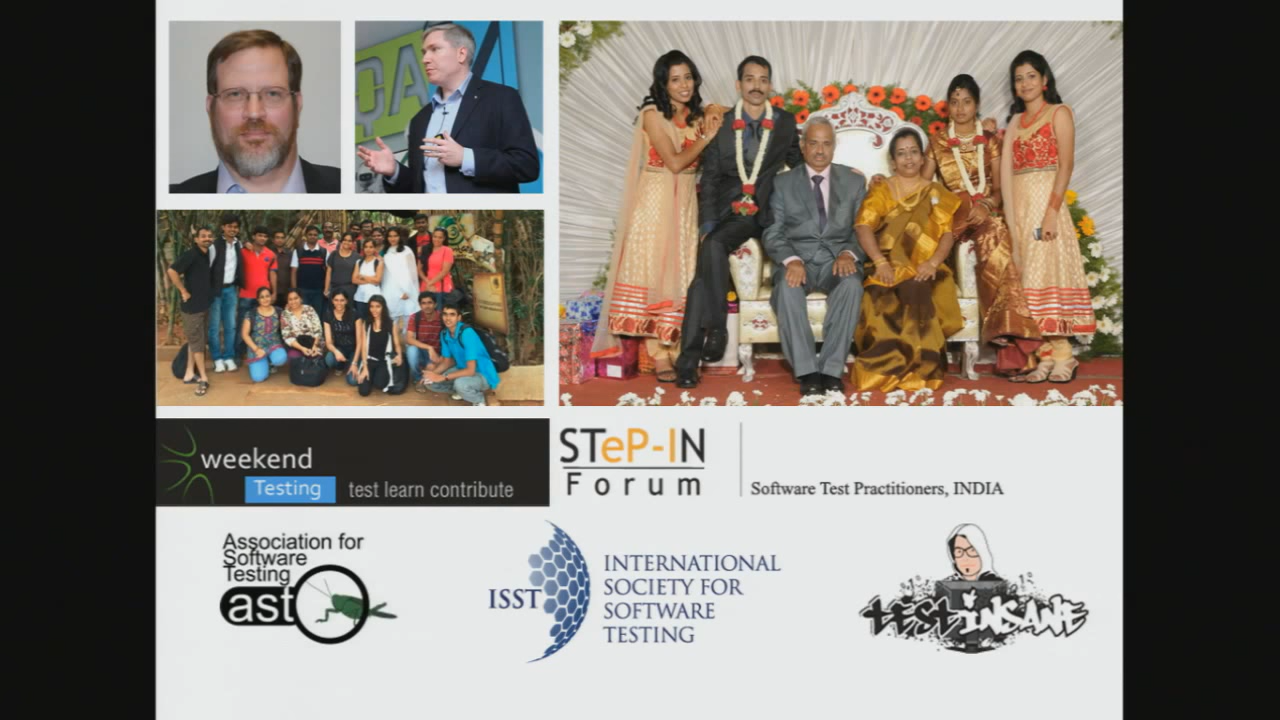 QA
weekend
Testing
test learn contribute
STeP-IN
Forum
Software Test Practitioners, INDIA
Association for
Software
Testing
ast
ISST
INTERNATIONAL
SOCIETY FOR
SOFTWARE
TESTING
TEST INSANE